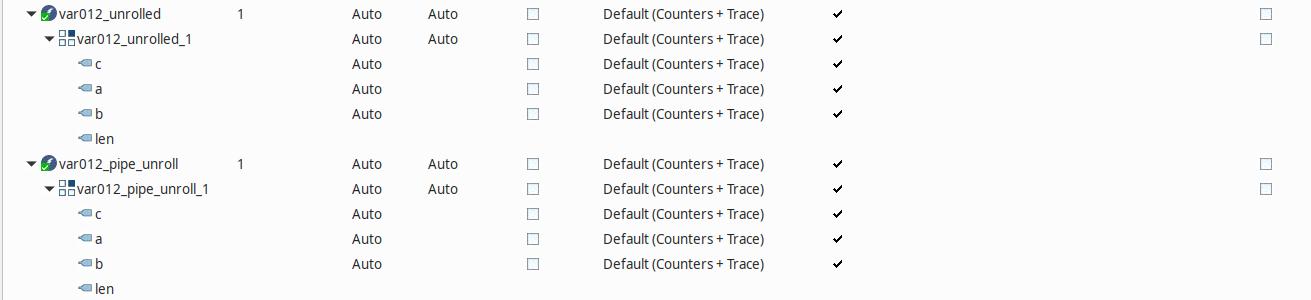 var012_unrolled 1 Auto Auto Default (Counters + Trace)
var012_unrolled_1 Auto Auto Default (Counters + Trace)
c Auto Default (Counters + Trace)
a Auto Default (Counters + Trace)
b Auto Default (Counters + Trace)
len
var012_pipe_unroll 1 Auto Auto Default (Counters + Trace)
var012_pipe_unroll_1 Auto Auto Default (Counters + Trace)
c Auto Default (Counters + Trace)
a Auto Default (Counters + Trace)
b Auto Default (Counters + Trace)
len